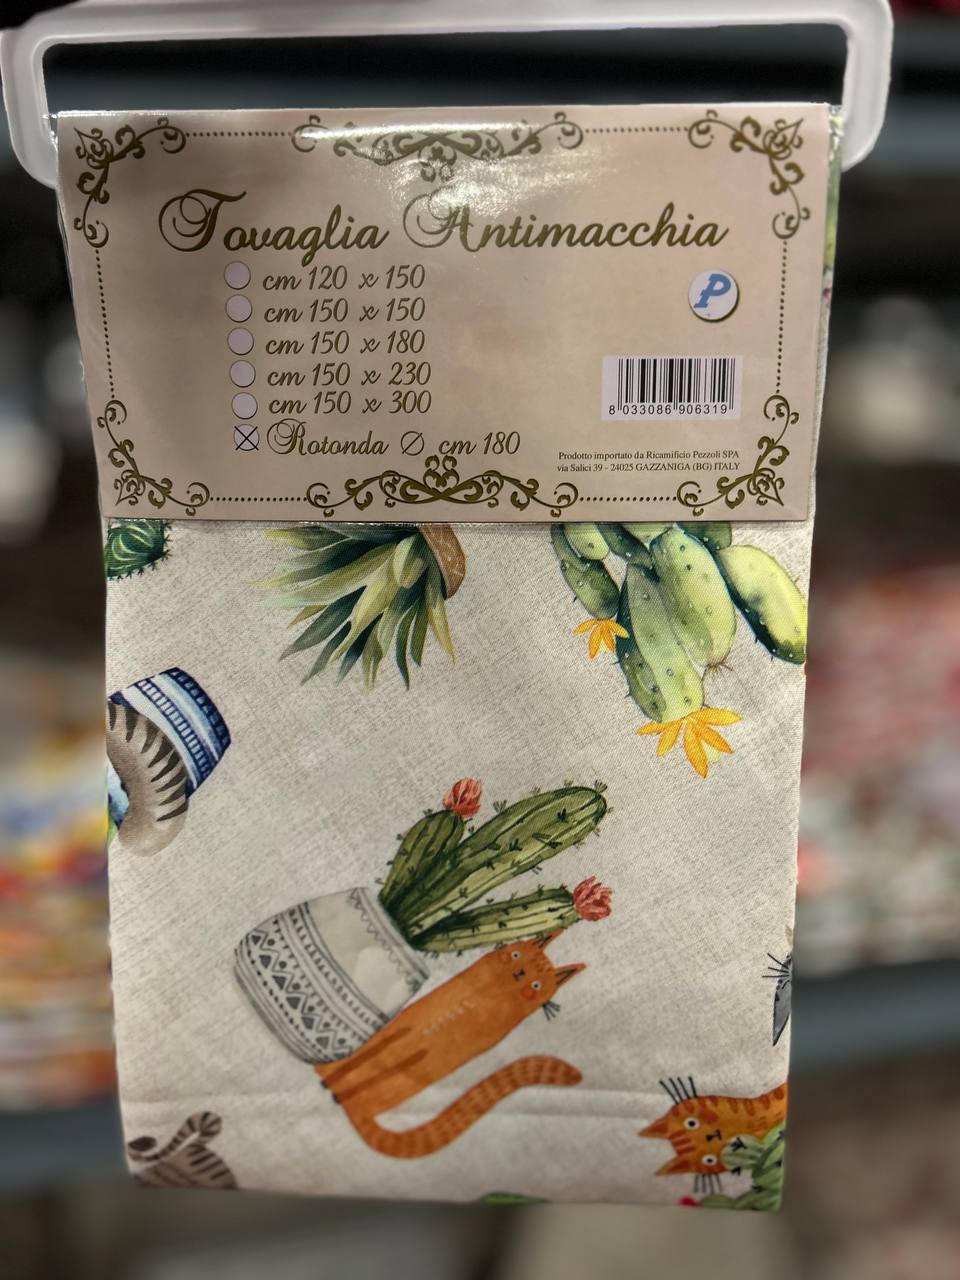 Tovaglia Antimacchia
cm 120 x 150
cm 150 x 150
cm 150 x 180
cm 150 x 230
cm 150 x 300
Rotonda Ø cm 180
P
8 033086 906319
Prodotto importato da Ricamificio Pezzoli SPA
via Salici 39 - 24025 GAZZANIGA (BG) ITALY